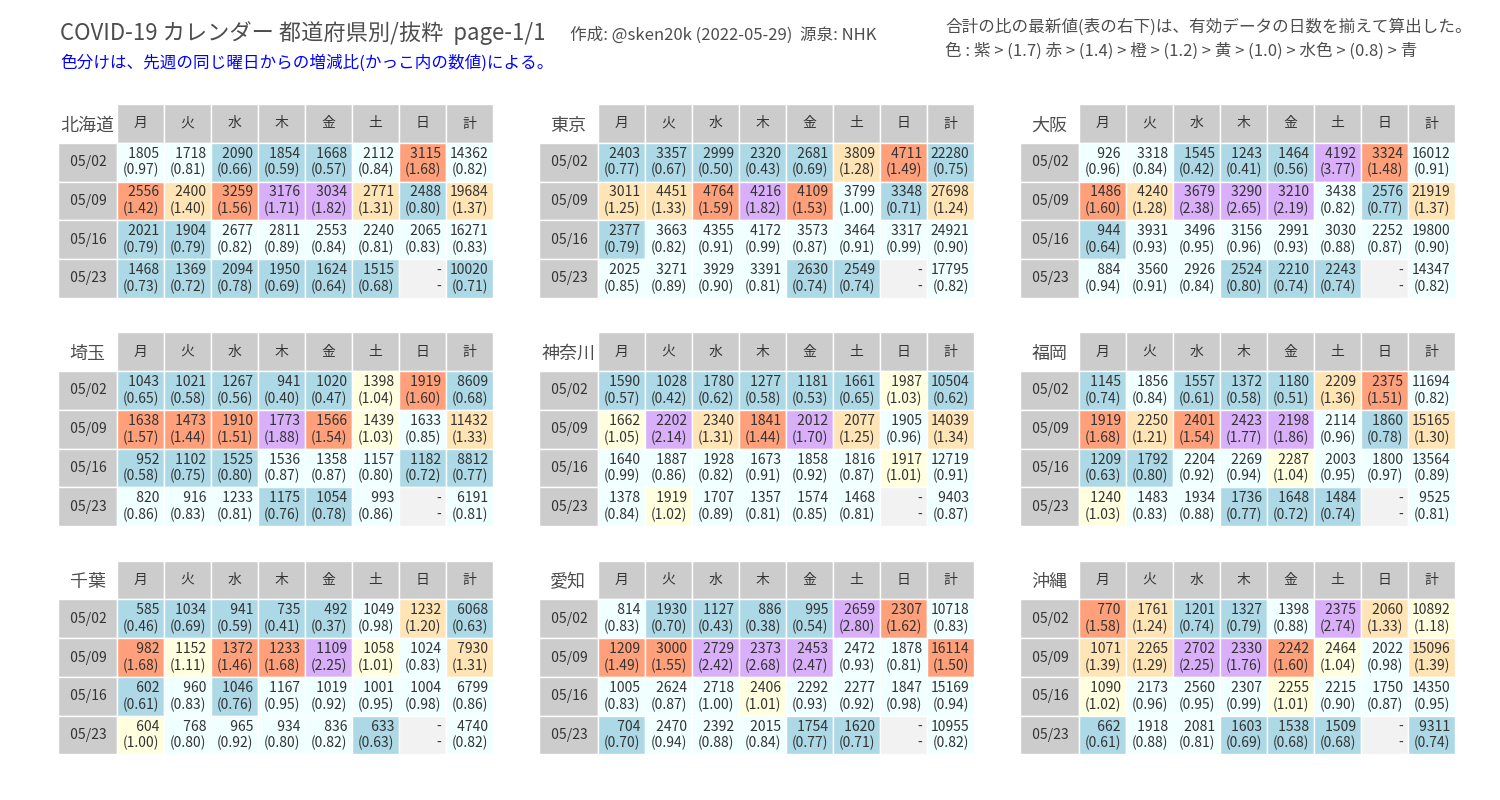 COVID-19 カレンダー 都道府県別/抜粋 page-1/1 作成: @sken20k (2022-05-29) 源泉: NHK
合計の比の最新値(表の右下)は、有効データの日数を揃えて算出した。
色分けは、先週の同じ曜日からの増減比(かっこ内の数値)による。
色 : 紫 > (1.7) 赤 > (1.4) > 橙 > (1.2) > 黄 > (1.0) > 水色 > (0.8) > 青
北海道 月 火 水 木 金 土 日 計
05/02 1805 1718 2090 1854 1668 2112 3115 14362
(0.97) (0.81) (0.66) (0.59) (0.57) (0.84) (1.68) (0.82)
05/09 2556 2400 3259 3176 3034 2771 2488 19684
(1.42) (1.40) (1.56) (1.71) (1.82) (1.31) (0.80) (1.37)
05/16 2021 1904 2677 2811 2553 2240 2065 16271
(0.79) (0.79) (0.82) (0.89) (0.84) (0.81) (0.83) (0.83)
05/23 1468 1369 2094 1950 1624 1515 - 10020
(0.73) (0.72) (0.78) (0.69) (0.64) (0.68) - (0.71)
東京 月 火 水 木 金 土 日 計
05/02 2403 3357 2999 2320 2681 3809 4711 22280
(0.77) (0.67) (0.50) (0.43) (0.69) (1.28) (1.49) (0.75)
05/09 3011 4451 4764 4216 4109 3799 3348 27698
(1.25) (1.33) (1.59) (1.82) (1.53) (1.00) (0.71) (1.24)
05/16 2377 3663 4355 4172 3573 3464 3317 24921
(0.79) (0.82) (0.91) (0.99) (0.87) (0.91) (0.99) (0.90)
05/23 2025 3271 3929 3391 2630 2549 - 17795
(0.85) (0.89) (0.90) (0.81) (0.74) (0.74) - (0.82)
大阪 月 火 水 木 金 土 日 計
05/02 926 3318 1545 1243 1464 4192 3324 16012
(0.96) (0.84) (0.42) (0.41) (0.56) (3.77) (1.48) (0.91)
05/09 1486 4240 3679 3290 3210 3438 2576 21919
(1.60) (1.28) (2.38) (2.65) (2.19) (0.82) (0.77) (1.37)
05/16 944 3931 3496 3156 2991 3030 2252 19800
(0.64) (0.93) (0.95) (0.96) (0.93) (0.88) (0.87) (0.90)
05/23 884 3560 2926 2524 2210 2243 - 14347
(0.94) (0.91) (0.84) (0.80) (0.74) (0.74) - (0.82)
埼玉 月 火 水 木 金 土 日 計
05/02 1043 1021 1267 941 1020 1398 1919 8609
(0.65) (0.58) (0.56) (0.40) (0.47) (1.04) (1.60) (0.68)
05/09 1638 1473 1910 1773 1566 1439 1633 11432
(1.57) (1.44) (1.51) (1.88) (1.54) (1.03) (0.85) (1.33)
05/16 952 1102 1525 1536 1358 1157 1182 8812
(0.58) (0.75) (0.80) (0.87) (0.87) (0.80) (0.72) (0.77)
05/23 820 916 1233 1175 1054 993 - 6191
(0.86) (0.83) (0.81) (0.76) (0.78) (0.86) - (0.81)
神奈川 月 火 水 木 金 土 日 計
05/02 1590 1028 1780 1277 1181 1661 1987 10504
(0.57) (0.42) (0.62) (0.58) (0.53) (0.65) (1.03) (0.62)
05/09 1662 2202 2340 1841 2012 2077 1905 14039
(1.05) (2.14) (1.31) (1.44) (1.70) (1.25) (0.96) (1.34)
05/16 1640 1887 1928 1673 1858 1816 1917 12719
(0.99) (0.86) (0.82) (0.91) (0.92) (0.87) (1.01) (0.91)
05/23 1378 1919 1707 1357 1574 1468 - 9403
(0.84) (1.02) (0.89) (0.81) (0.85) (0.81) - (0.87)
福岡 月 火 水 木 金 土 日 計
05/02 1145 1856 1557 1372 1180 2209 2375 11694
(0.74) (0.84) (0.61) (0.58) (0.51) (1.36) (1.51) (0.82)
05/09 1919 2250 2401 2423 2198 2114 1860 15165
(1.68) (1.21) (1.54) (1.77) (1.86) (0.96) (0.78) (1.30)
05/16 1209 1792 2204 2269 2287 2003 1800 13564
(0.63) (0.80) (0.92) (0.94) (1.04) (0.95) (0.97) (0.89)
05/23 1240 1483 1934 1736 1648 1484 - 9525
(1.03) (0.83) (0.88) (0.77) (0.72) (0.74) - (0.81)
千葉 月 火 水 木 金 土 日 計
05/02 585 1034 941 735 492 1049 1232 6068
(0.46) (0.69) (0.59) (0.41) (0.37) (0.98) (1.20) (0.63)
05/09 982 1152 1372 1233 1109 1058 1024 7930
(1.68) (1.11) (1.46) (1.68) (2.25) (1.01) (0.83) (1.31)
05/16 602 960 1046 1167 1019 1001 1004 6799
(0.61) (0.83) (0.76) (0.95) (0.92) (0.95) (0.98) (0.86)
05/23 604 768 965 934 836 633 - 4740
(1.00) (0.80) (0.92) (0.80) (0.82) (0.63) - (0.82)
愛知 月 火 水 木 金 土 日 計
05/02 814 1930 1127 886 995 2659 2307 10718
(0.83) (0.70) (0.43) (0.38) (0.54) (2.80) (1.62) (0.83)
05/09 1209 3000 2729 2373 2453 2472 1878 16114
(1.49) (1.55) (2.42) (2.68) (2.47) (0.93) (0.81) (1.50)
05/16 1005 2624 2718 2406 2292 2277 1847 15169
(0.83) (0.87) (1.00) (1.01) (0.93) (0.92) (0.98) (0.94)
05/23 704 2470 2392 2015 1754 1620 - 10955
(0.70) (0.94) (0.88) (0.84) (0.77) (0.71) - (0.82)
沖縄 月 火 水 木 金 土 日 計
05/02 770 1761 1201 1327 1398 2375 2060 10892
(1.58) (1.24) (0.74) (0.79) (0.88) (2.74) (1.33) (1.18)
05/09 1071 2265 2702 2330 2242 2464 2022 15096
(1.39) (1.29) (2.25) (1.76) (1.60) (1.04) (0.98) (1.39)
05/16 1090 2173 2560 2307 2255 2215 1750 14350
(1.02) (0.96) (0.95) (0.99) (1.01) (0.90) (0.87) (0.95)
05/23 662 1918 2081 1603 1538 1509 - 9311
(0.61) (0.88) (0.81) (0.69) (0.68) (0.68) - (0.74)